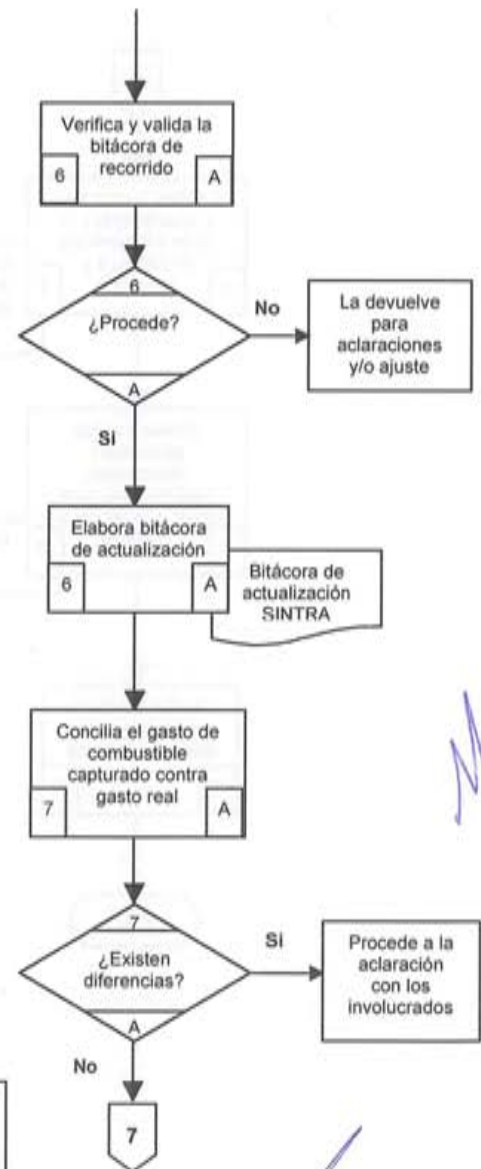 Verifica y valida la
bitácora de
recorrido
6
A
6
¿Procede?
A
No
La devuelve
para
aclaraciones
y/o ajuste
Si
Elabora bitácora
de actualización
6
A
Bitácora de
actualización
SINTRA
Concilia el gasto de
combustible
capturado contra
gasto real
7
A
7
¿Existen
diferencias?
A
Si
Procede a la
aclaración
con los
involucrados
No
7